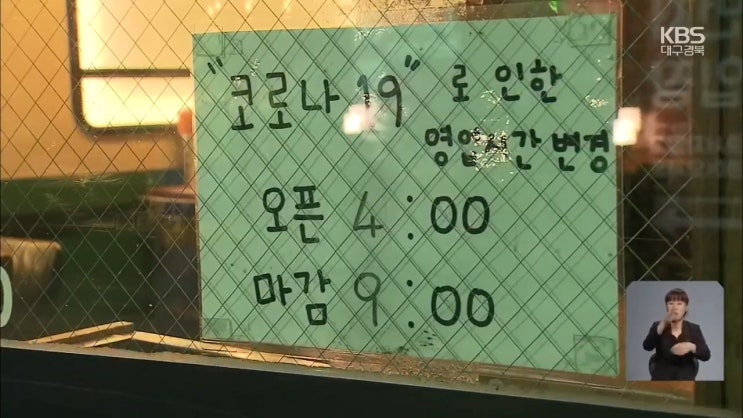 KBS
대구경북
"코로나 19" 로 인한
영업시간 변경
오픈 4:00
마감 9:00